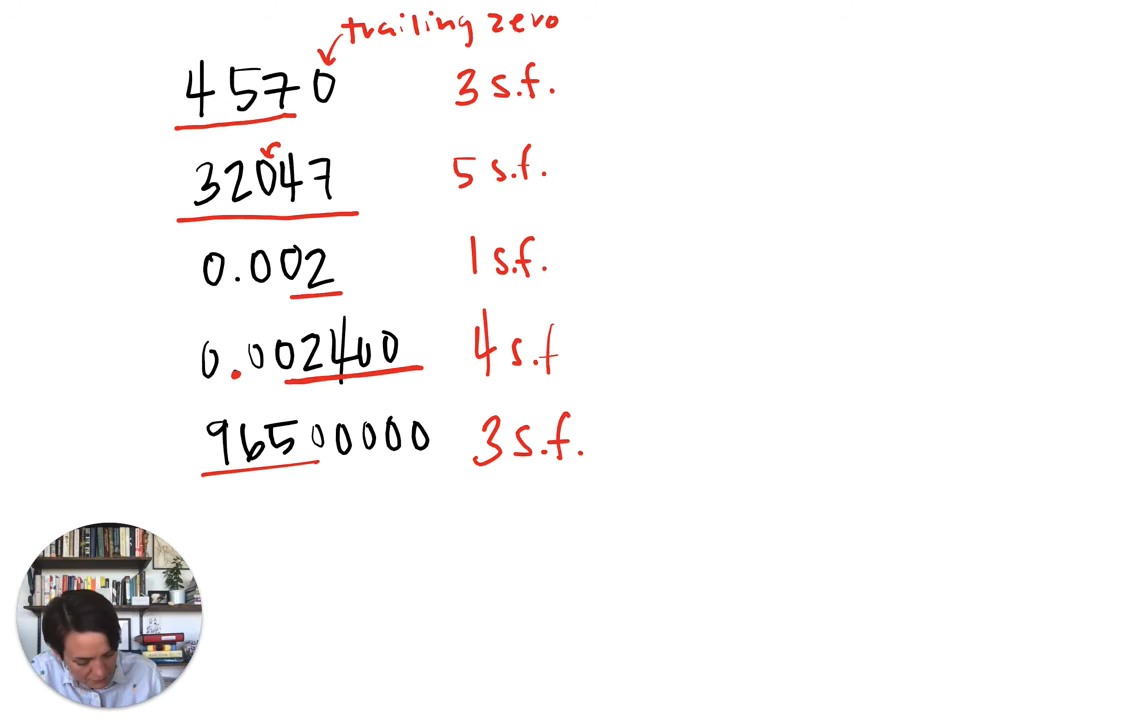 trailing zero
4570 3 s.f.
32047 5 s.f.
0.002 1 s.f.
0.002400 4 s.f
96500000 3 s.f.